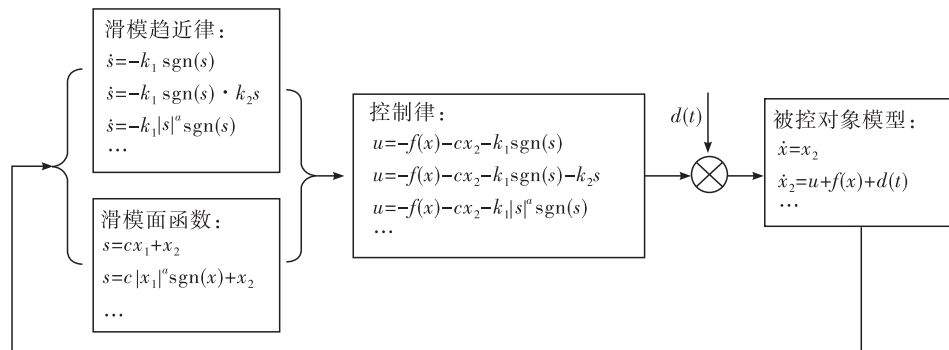 滑模趋近律：
ṡ=-k₁ sgn(s)
ṡ=-k₁ sgn(s)·k₂s
ṡ=-k₁|s|ᵃ sgn(s)
…
滑模面函数：
s=cx₁+x₂
s=c|x₁|ᵃsgn(x)+x₂
…
控制律：
u=-f(x)-cx₂-k₁sgn(s)
u=-f(x)-cx₂-k₁sgn(s)-k₂s
u=-f(x)-cx₂-k₁|s|ᵃsgn(s)
…
d(t)
被控对象模型：
ẋ=x₂
ẋ₂=u+f(x)+d(t)
…